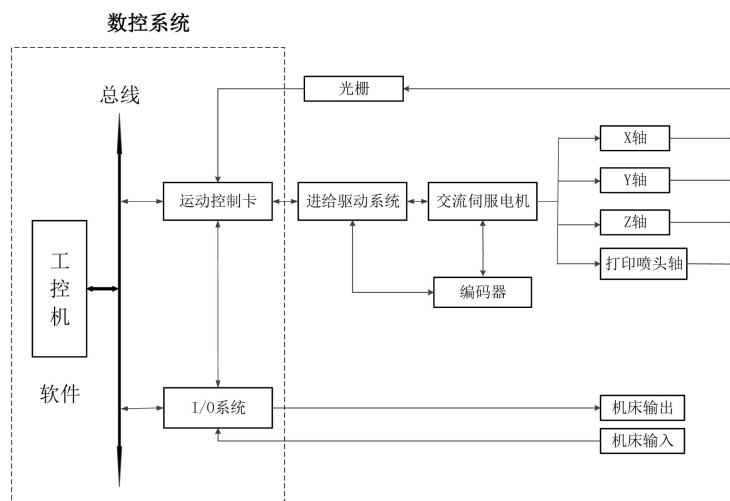 数控系统
总线
光栅
X轴
运动控制卡
进给驱动系统
交流伺服电机
Y轴
Z轴
打印喷头轴
工控机
编码器
软件
I/O系统
机床输出
机床输入